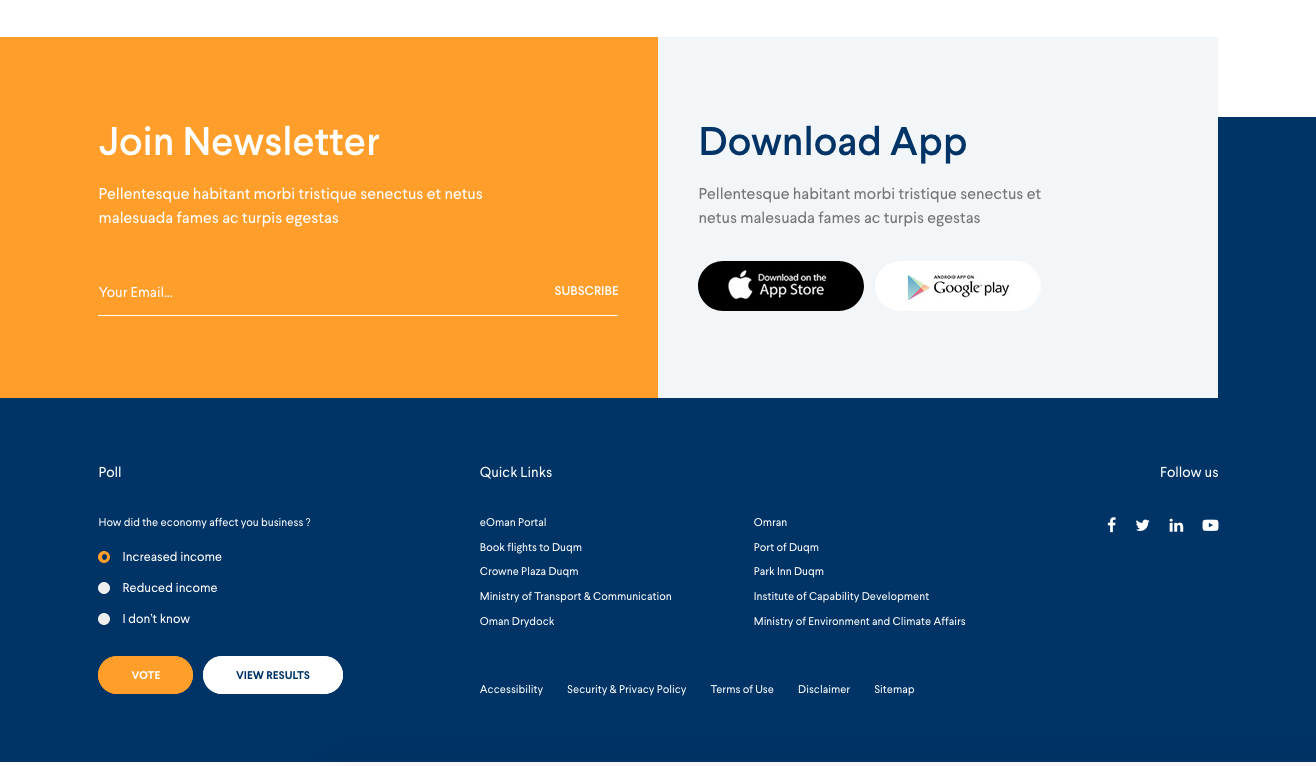 Join Newsletter
Pellentesque habitant morbi tristique senectus et netus
malesuada fames ac turpis egestas
Your Email...
SUBSCRIBE
Download App
Pellentesque habitant morbi tristique senectus et
netus malesuada fames ac turpis egestas
Download on the
App Store
ANDROID APP ON
Google play
Poll
How did the economy affect you business ?
Increased income
Reduced income
I don't know
VOTE
VIEW RESULTS
Quick Links
eOman Portal
Book flights to Duqm
Crowne Plaza Duqm
Ministry of Transport & Communication
Oman Drydock
Omran
Port of Duqm
Park Inn Duqm
Institute of Capability Development
Ministry of Environment and Climate Affairs
Accessibility
Security & Privacy Policy
Terms of Use
Disclaimer
Sitemap
Follow us